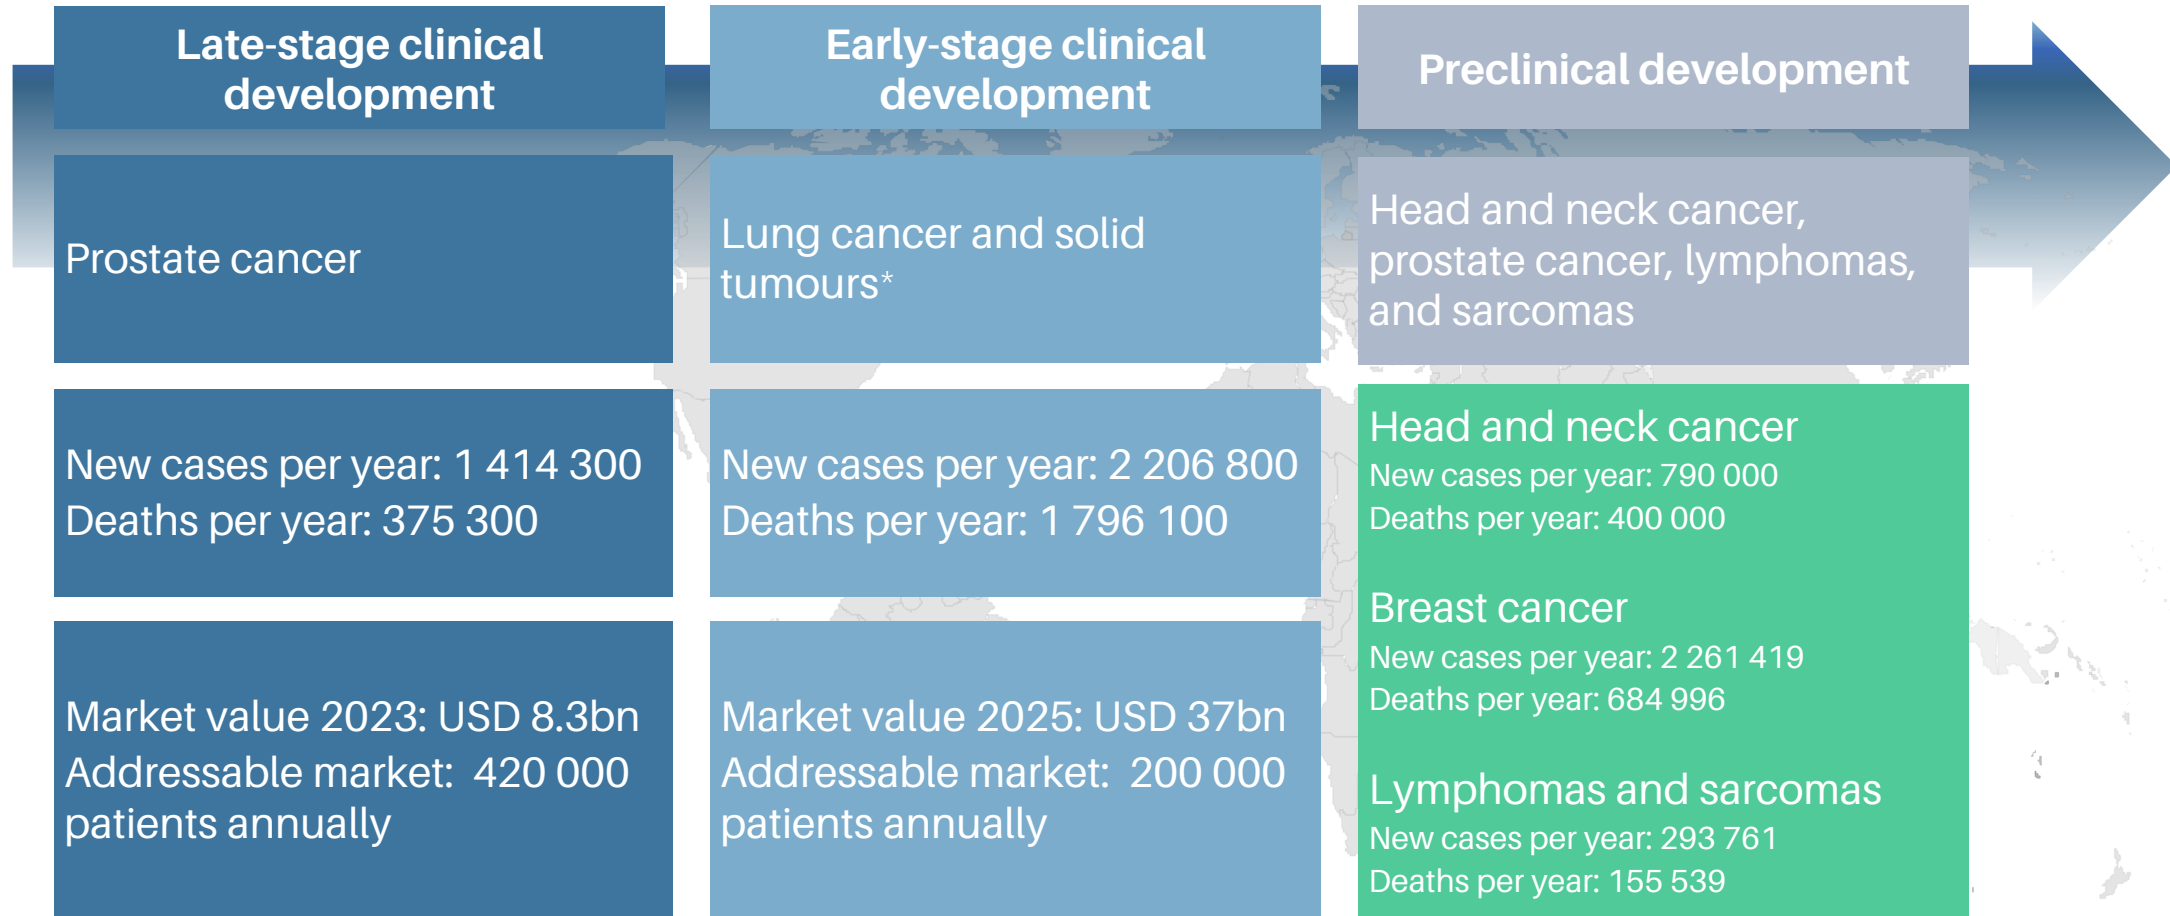 Late-stage clinical
development
Prostate cancer
New cases per year: 1 414 300
Deaths per year: 375 300
Market value 2023: USD 8.3bn
Addressable market: 420 000
patients annually
Early-stage clinical
development
Lung cancer and solid
tumours*
New cases per year: 2 206 800
Deaths per year: 1 796 100
Market value 2025: USD 37bn
Addressable market: 200 000
patients annually
Preclinical development
Head and neck cancer,
prostate cancer, lymphomas,
and sarcomas
Head and neck cancer
New cases per year: 790 000
Deaths per year: 400 000
Breast cancer
New cases per year: 2 261 419
Deaths per year: 684 996
Lymphomas and sarcomas
New cases per year: 293 761
Deaths per year: 155 539